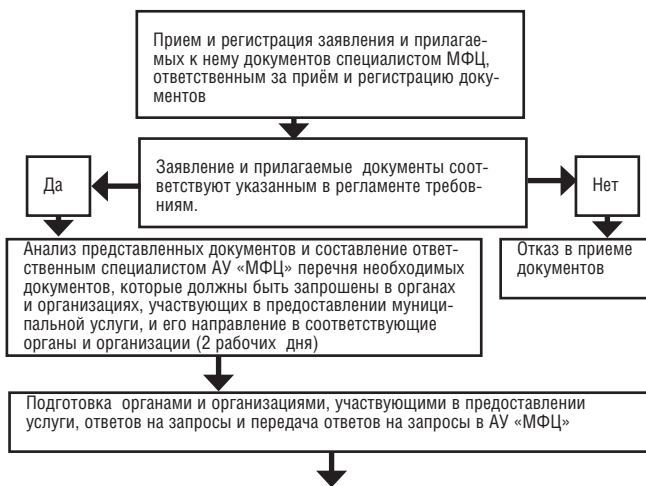 Прием и регистрация заявления и прилагае-
мых к нему документов специалистом МФЦ,
ответственным за приём и регистрацию доку-
ментов
Да
Заявление и прилагаемые документы соот-
ветствуют указанным в регламенте требов-
ниям.
Нет
Анализ представленных документов и составление ответ-
ственным специалистом АУ «МФЦ» перечня необходимых
документов, которые должны быть запрошены в органах
и организациях, участвующих в предоставлении муници-
пальной услуги, и его направление в соответствующие
органы и организации (2 рабочих дня)
Отказ в приеме
документов
Подготовка органами и организациями, участвующими в предоставлении
услуги, ответов на запросы и передача ответов на запросы в АУ «МФЦ»